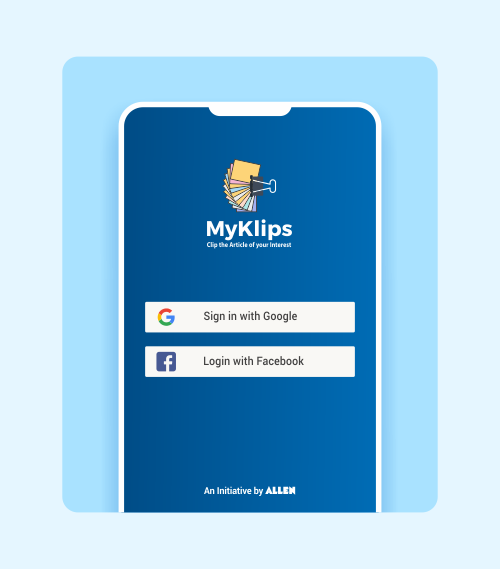 MyKlips
Clip the Article of your Interest
Sign in with Google
Login with Facebook
An Initiative by ALLEN